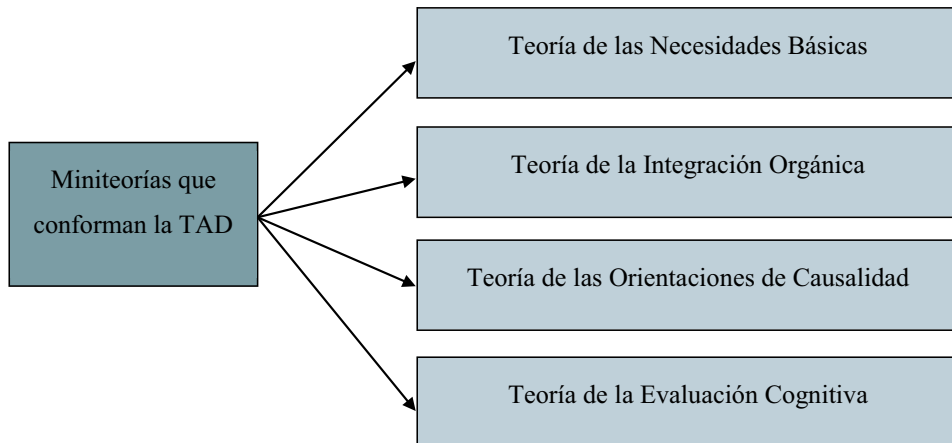 Miniteorías que
conforman la TAD
Teoría de las Necesidades Básicas
Teoría de la Integración Orgánica
Teoría de las Orientaciones de Causalidad
Teoría de la Evaluación Cognitiva